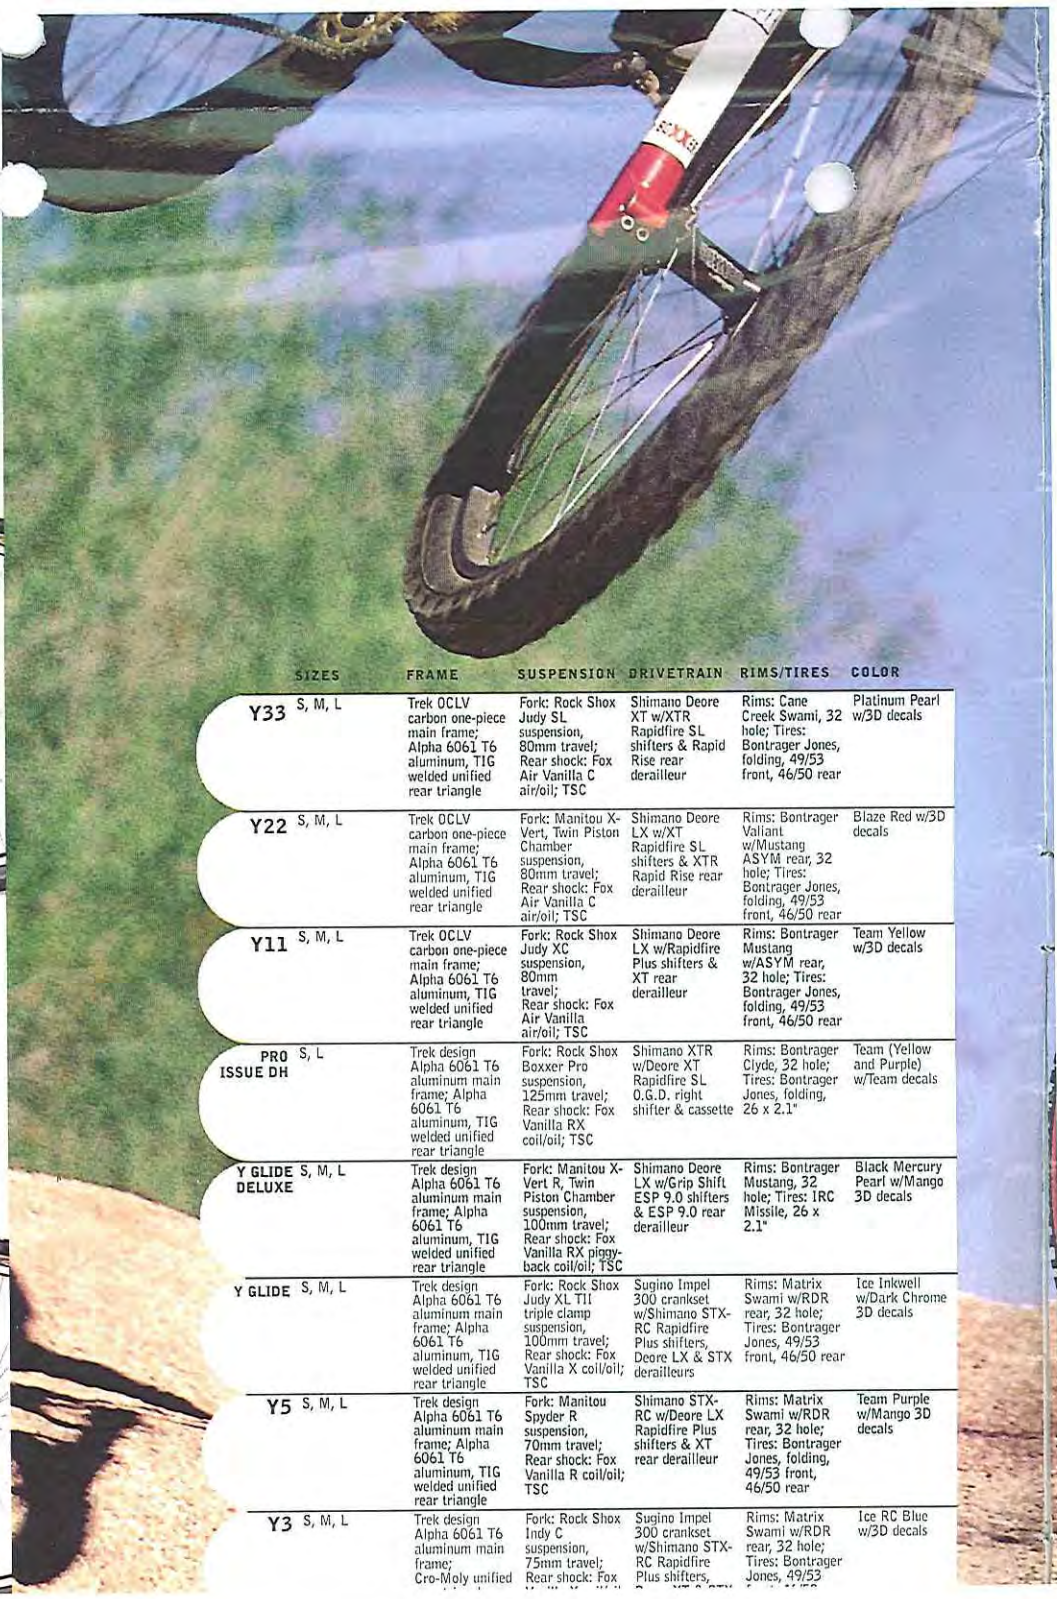 BOXXER
SIZES FRAME SUSPENSION DRIVETRAIN RIMS/TIRES COLOR
Y33
S, M, L
Trek OCLV
carbon one-piece
main frame;
Alpha 6061 T6
aluminum, TIG
welded unified
rear triangle
Fork: Rock Shox
Judy SL
suspension,
80mm travel;
Rear shock: Fox
Air Vanilla C
air/oil; TSC
Shimano Deore
XT w/XTR
Rapidfire SL
shifters & Rapid
Rise rear
derailleur
Rims: Cane
Creek Swami, 32
hole; Tires:
Bontrager Jones,
folding, 49/53
front, 46/50 rear
Platinum Pearl
w/3D decals
Y22
S, M, L
Trek OCLV
carbon one-piece
main frame;
Alpha 6061 T6
aluminum, TIG
welded unified
rear triangle
Fork: Manitou X-
Vert, Twin Piston
Chamber
suspension,
80mm travel;
Rear shock: Fox
Air Vanilla C
air/oil; TSC
Shimano Deore
LX w/XT
Rapidfire SL
shifters & XTR
Rapid Rise rear
derailleur
Rims: Bontrager
Valiant
w/Mustang
ASYM rear, 32
hole; Tires:
Bontrager Jones,
folding, 49/53
front, 46/50 rear
Blaze Red w/3D
decals
Y11
S, M, L
Trek OCLV
carbon one-piece
main frame;
Alpha 6061 T6
aluminum, TIG
welded unified
rear triangle
Fork: Rock Shox
Judy XC
suspension,
80mm
travel;
Rear shock: Fox
Air Vanilla
air/oil; TSC
Shimano Deore
LX w/Rapidfire
Plus shifters &
XT rear
derailleur
Rims: Bontrager
Mustang
w/ASYM rear,
32 hole; Tires:
Bontrager Jones,
folding, 49/53
front, 46/50 rear
Team Yellow
w/3D decals
PRO
ISSUE DH
S, L
Trek design
Alpha 6061 T6
aluminum main
frame; Alpha
6061 T6
aluminum, TIG
welded unified
rear triangle
Fork: Rock Shox
Boxxer Pro
suspension,
125mm travel;
Rear shock: Fox
Vanilla RX
coil/oil; TSC
Shimano XTR
w/Deore XT
Rapidfire SL
O.G.D. right
shifter & cassette
Rims: Bontrager
Clyde, 32 hole;
Tires: Bontrager
Jones, folding,
26 x 2.1"
Team (Yellow
and Purple)
w/Team decals
Y GLIDE
DELUXE
S, M, L
Trek design
Alpha 6061 T6
aluminum main
frame; Alpha
6061 T6
aluminum, TIG
welded unified
rear triangle
Fork: Manitou X-
Vert R, Twin
Piston Chamber
suspension,
100mm travel;
Rear shock: Fox
Vanilla RX piggy-
back coil/oil; TSC
Shimano Deore
LX w/Grip Shift
ESP 9.0 shifters
& ESP 9.0 rear
derailleur
Rims: Bontrager
Mustang, 32
hole; Tires: IRC
Missile, 26 x
2.1"
Black Mercury
Pearl w/Mango
3D decals
Y GLIDE
S, M, L
Trek design
Alpha 6061 T6
aluminum main
frame; Alpha
6061 T6
aluminum, TIG
welded unified
rear triangle
Fork: Rock Shox
Judy XL TII
triple clamp
suspension,
100mm travel;
Rear shock: Fox
Vanilla X coil/oil;
TSC
Sugino Impel
300 crankset
w/Shimano STX-
RC Rapidfire
Plus shifters,
Deore LX & STX
derailleurs
Rims: Matrix
Swami w/RDR
rear, 32 hole;
Tires: Bontrager
Jones, 49/53
front, 46/50 rear
Ice Inkwell
w/Dark Chrome
3D decals
Y5
S, M, L
Trek design
Alpha 6061 T6
aluminum main
frame; Alpha
6061 T6
aluminum, TIG
welded unified
rear triangle
Fork: Manitou
Spyder R
suspension,
70mm travel;
Rear shock: Fox
Vanilla R coil/oil;
TSC
Shimano STX-
RC w/Deore LX
Rapidfire Plus
shifters & XT
rear derailleur
Rims: Matrix
Swami w/RDR
rear, 32 hole;
Tires: Bontrager
Jones, folding,
49/53 front,
46/50 rear
Team Purple
w/Mango 3D
decals
Y3
S, M, L
Trek design
Alpha 6061 T6
aluminum main
frame;
Cro-Moly unified
Fork: Rock Shox
Indy C
suspension,
75mm travel;
Rear shock: Fox
Sugino Impel
300 crankset
w/Shimano STX-
RC Rapidfire
Plus shifters,
Rims: Matrix
Swami w/RDR
rear, 32 hole;
Tires: Bontrager
Jones, 49/53
Ice RC Blue
w/3D decals